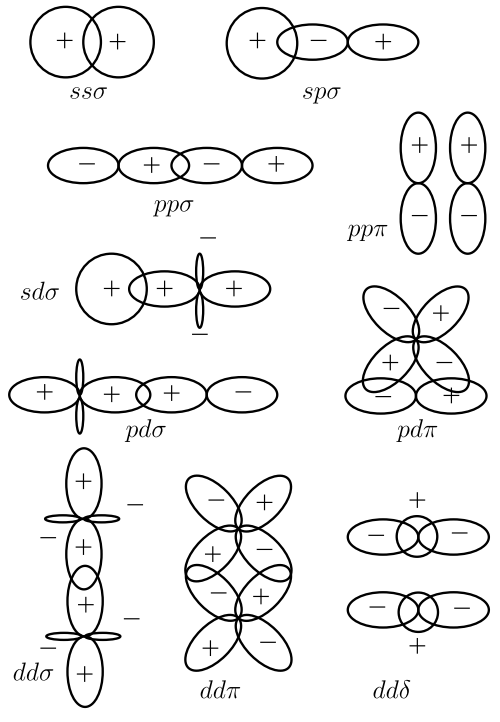 + + + − +
ssσ spσ
− + − + + +
ppσ − −
ppπ
−
sdσ + + +
−
− +
+ −
+ + + − − +
pdσ pdπ
+ −
− +
+ −
− +
+ −
+ −
− + − −
+
− +
− −
+
+ −
ddσ + ddπ ddδ